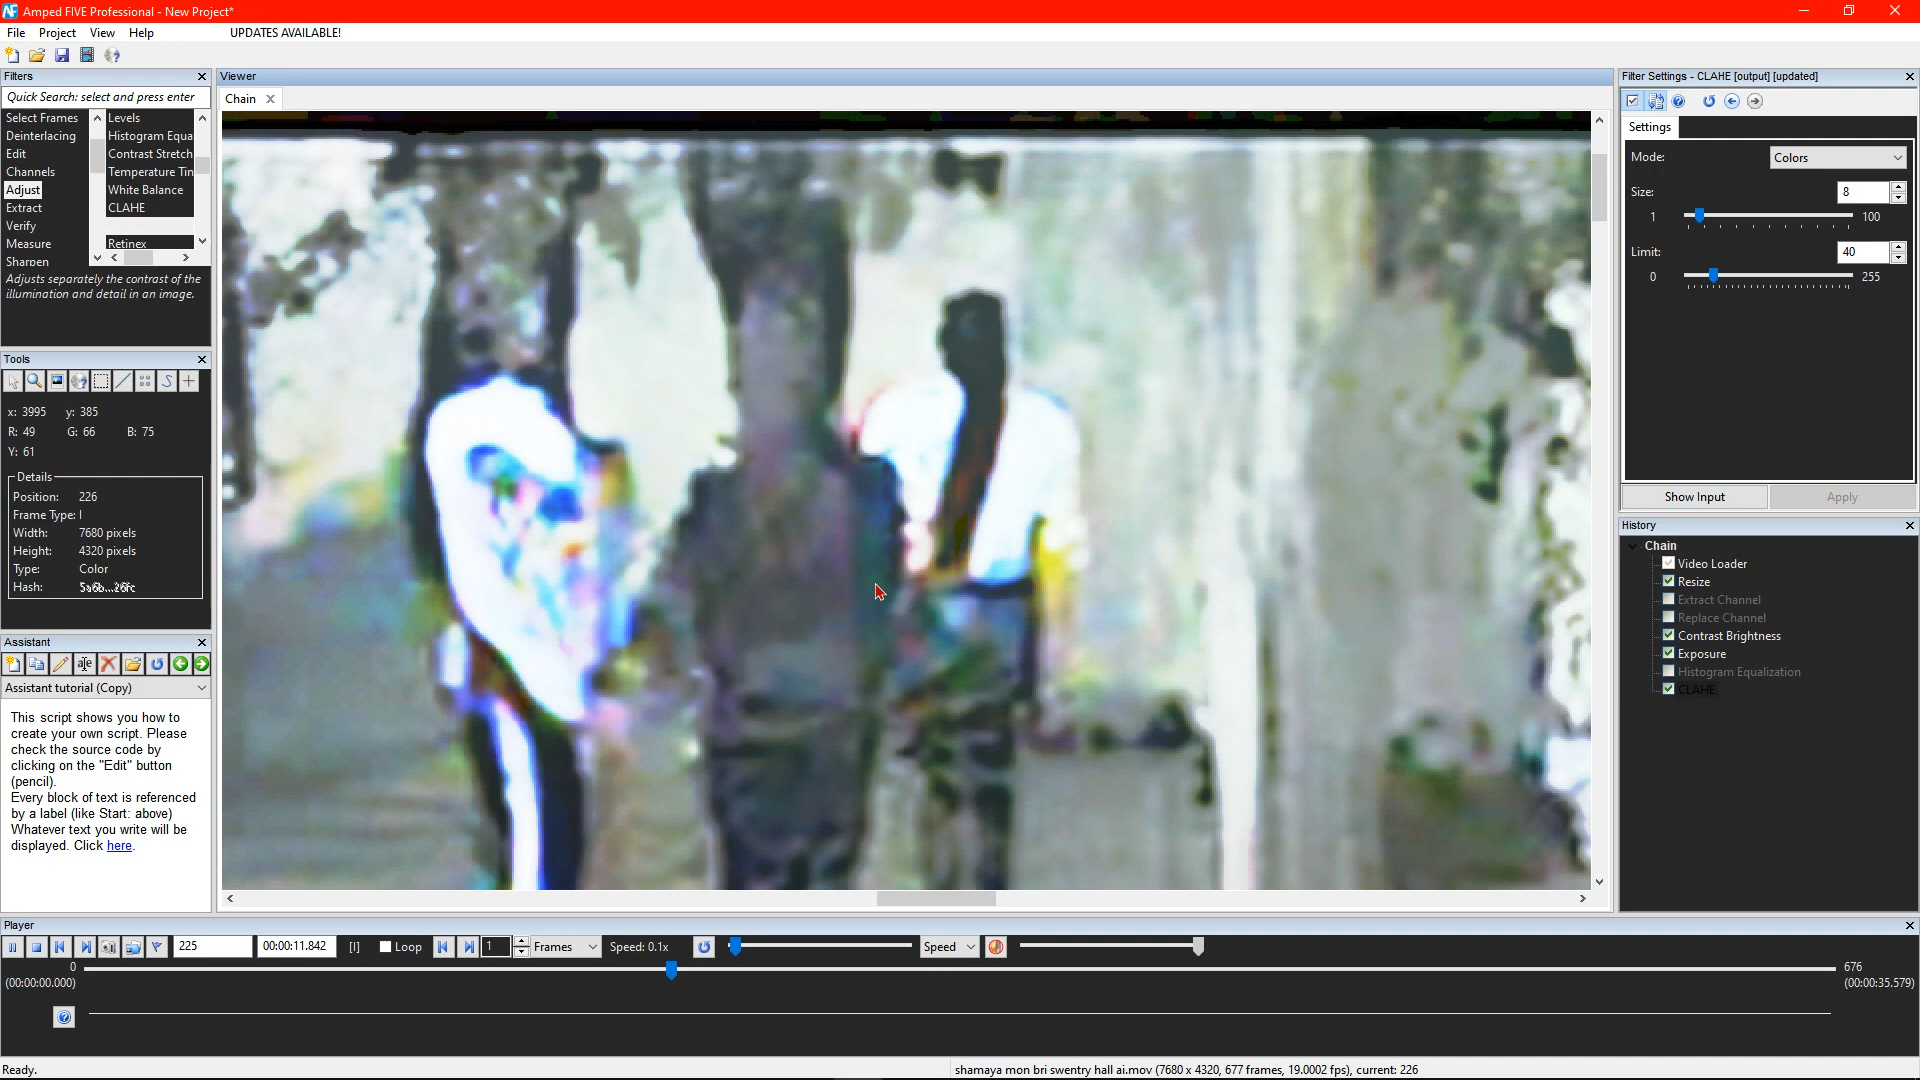 Amped FIVE Professional - New Project*
File Project View Help UPDATES AVAILABLE!
Filters
Quick Search: select and press enter
Select Frames
Deinterlacing
Edit
Channels
Adjust
Extract
Verify
Measure
Sharpen
Levels
Histogram Equa
Contrast Stretch
Temperature Tin
White Balance
CLAHE
Retinex
Adjusts separately the contrast of the
illumination and detail in an image.
Tools
x: 3995 y: 385
R: 49 G: 66 B: 75
Y: 61
Details
Position: 226
Frame Type: I
Width: 7680 pixels
Height: 4320 pixels
Type: Color
Hash:
Assistant
Assistant tutorial (Copy)
This script shows you how to
create your own script. Please
check the source code by
clicking on the "Edit" button
(pencil).
Every block of text is referenced
by a label (like Start: above)
Whatever text you write will be
displayed. Click here.
Viewer
Chain
Filter Settings - CLAHE [output] [updated]
Settings
Mode: Colors
Size: 8
1 100
Limit: 40
0 255
Show Input Apply
History
Chain
Video Loader
Resize
Extract Channel
Replace Channel
Contrast Brightness
Exposure
Histogram Equalization
CLAHE
Player
225 00:00:11.842 [I] Loop 1 Frames Speed: 0.1x Speed
0 676
(00:00:00.000) (00:00:35.579)
Ready. shamaya mon bri swentry hall ai.mov (7680 x 4320, 677 frames, 19.0002 fps), current: 226